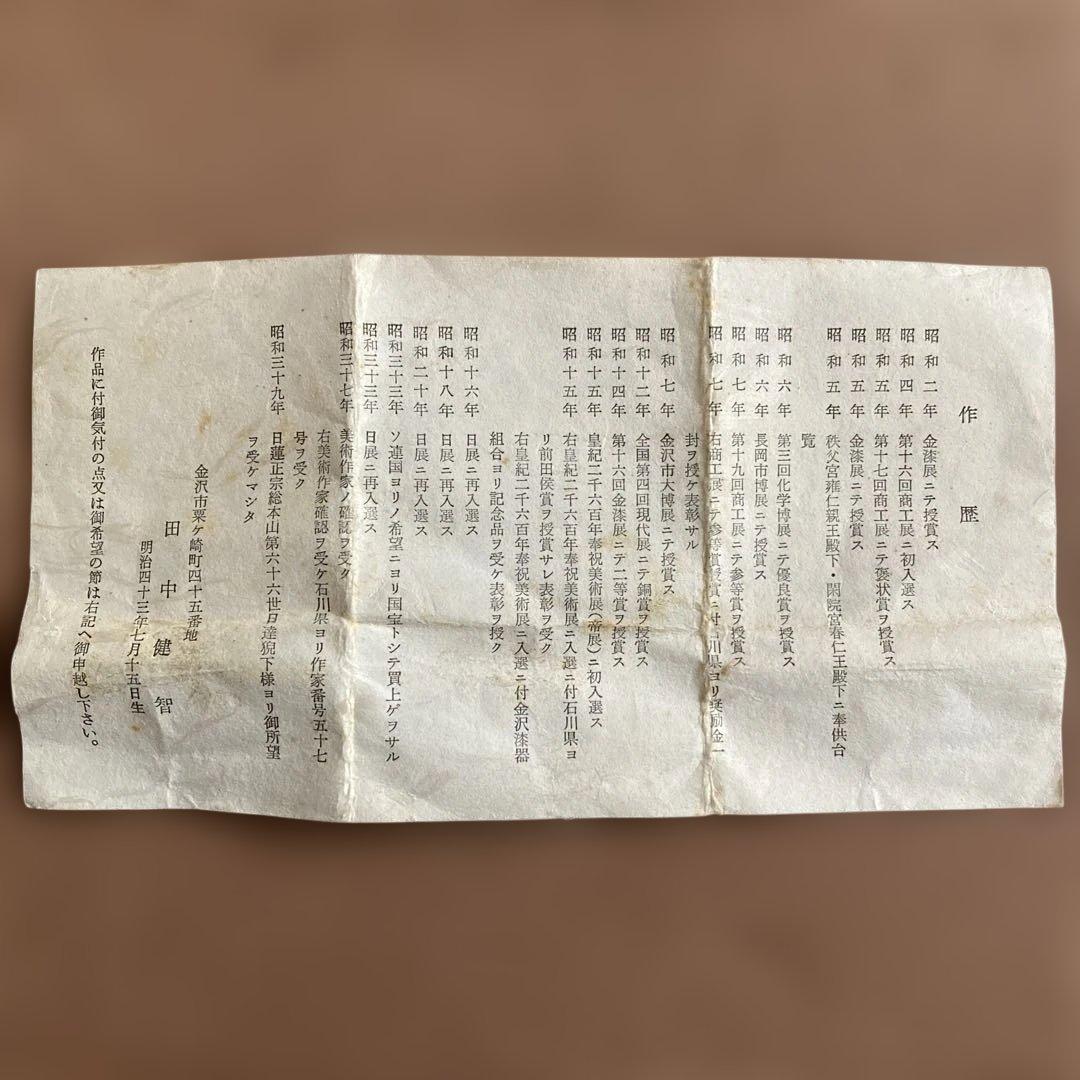 作歴
昭和二年 金漆展ニテ授賞ス
昭和四年 第十六回商工展ニ初入選ス
昭和五年 第十七回商工展ニテ褒状賞ヲ授賞ス
昭和五年 金漆展ニテ授賞ス
昭和五年 秩父宮雍仁親王殿下・閑院宮春仁王殿下ニ奉供台
覧
昭和六年 第三回化学博展ニテ優良賞ヲ授賞ス
昭和六年 長岡市博展ニテ授賞ス
昭和七年 第十九回商工展ニテ参等賞ヲ授賞ス
昭和七年 右商工展ニテ参等賞授賞ニ付石川県ヨリ奨励金一
封ヲ授ケ表彰サル
昭和七年 金沢市大博展ニテ授賞ス
昭和十二年 全国第四回現代展ニテ銅賞ヲ授賞ス
昭和十四年 第十六回金漆展ニテ二等賞ヲ授賞ス
昭和十五年 皇紀二千六百年奉祝美術展(帝展)ニ初入選ス
昭和十五年 右皇紀二千六百年奉祝美術展ニ入選ニ付石川県ヨ
リ前田侯賞ヲ授賞サレ表彰ヲ受ク
右皇紀二千六百年奉祝美術展ニ入選ニ付金沢漆器
組合ヨリ記念品ヲ受ケ表彰ヲ授ク
昭和十六年 日展ニ再入選ス
昭和十八年 日展ニ再入選ス
昭和二十年 日展ニ再入選ス
昭和三十三年 ソ連国ヨリノ希望ニヨリ国宝トシテ買上ゲヲサル
昭和三十三年 日展ニ再入選ス
昭和三十七年 美術作家ノ確認ヲ受ク
右美術作家確認ヲ受ケ石川県ヨリ作家番号五十七
号ヲ受ク
昭和三十九年 日蓮正宗総本山第六十六世日達猊下様ヨリ御所望
ヲ受ケマシタ
金沢市粟ケ崎町四十五番地
田中健智
明治四十三年七月十五日生
作品に付御気付の点又は御希望の節は右記へ御申越し下さい。